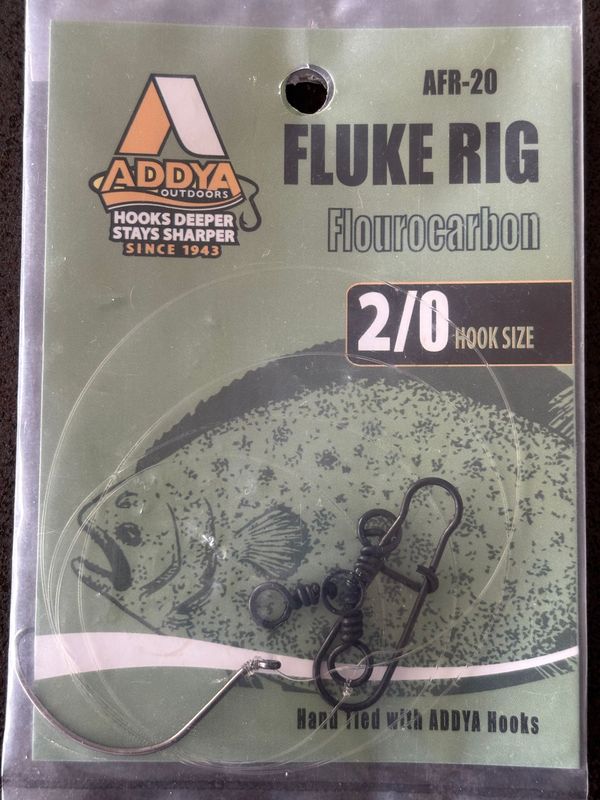 AFR-20
FLUKE RIG
Flourocarbon
ADDYA
OUTDOORS
HOOKS DEEPER
STAYS SHARPER
SINCE 1943
2/0 HOOK SIZE
Hand Tied with ADDYA Hooks